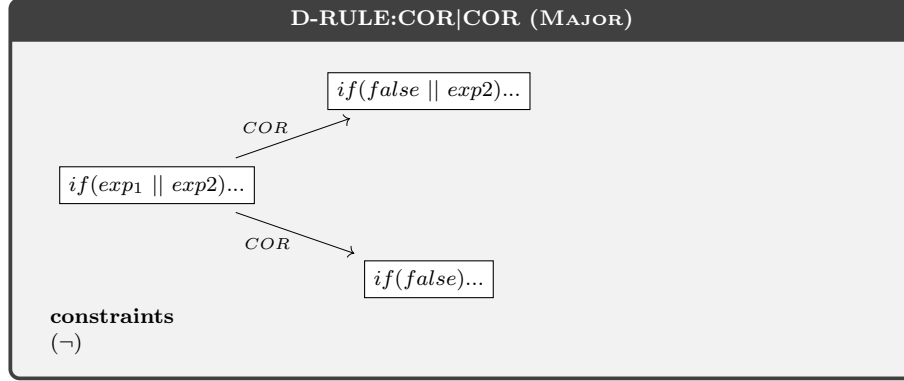 D-RULE:COR|COR (MAJOR)
if(false || exp2)...
COR
if(exp₁ || exp2)...
COR
if(false)...
constraints
(¬)